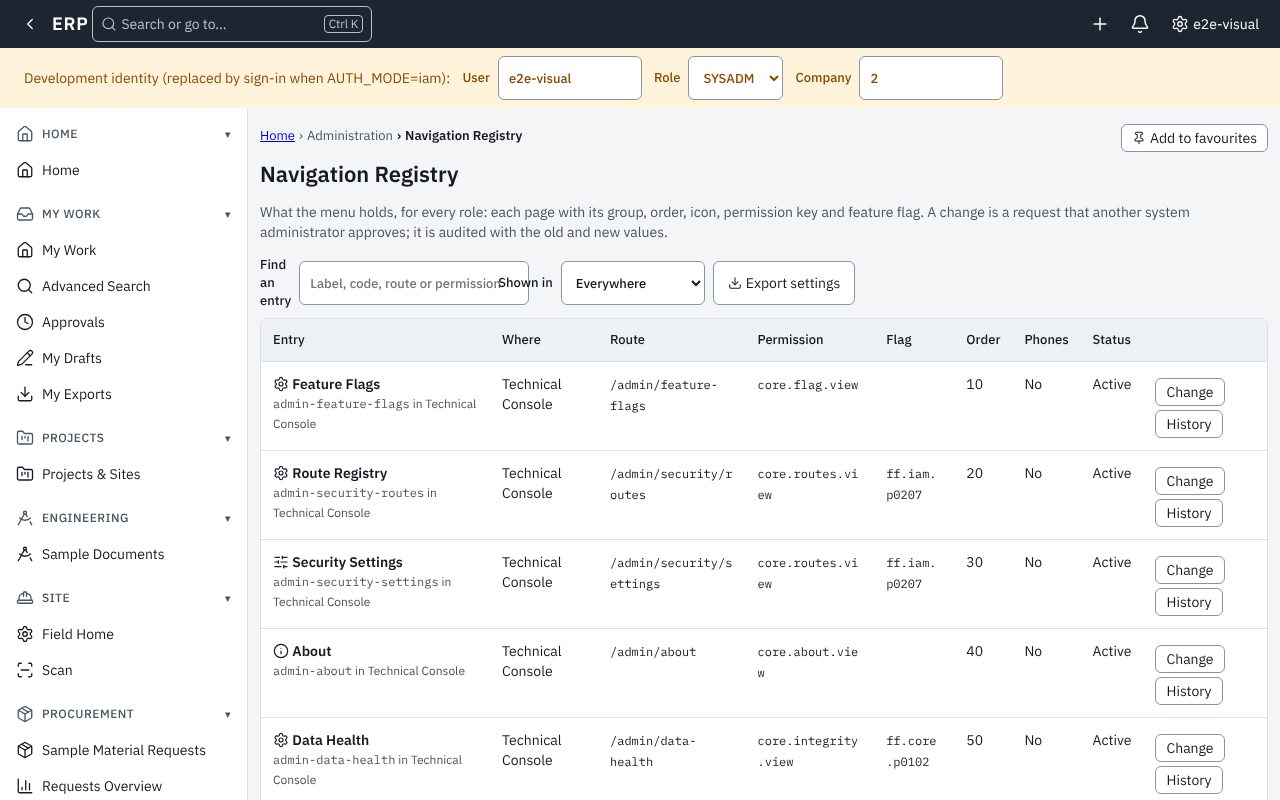 ERP
Search or go to...
Ctrl K
e2e-visual
Development identity (replaced by sign-in when AUTH_MODE=iam):
User
e2e-visual
Role
SYSADM
Company
2
HOME
Home
MY WORK
My Work
Advanced Search
Approvals
My Drafts
My Exports
PROJECTS
Projects & Sites
ENGINEERING
Sample Documents
SITE
Field Home
Scan
PROCUREMENT
Sample Material Requests
Requests Overview
Home › Administration › Navigation Registry
Add to favourites
Navigation Registry
What the menu holds, for every role: each page with its group, order, icon, permission key and feature flag. A change is a request that another system
administrator approves; it is audited with the old and new values.
Find
an
entry
Label, code, route or permission
Shown in
Everywhere
Export settings
Entry Where Route Permission Flag Order Phones Status
Feature Flags
admin-feature-flags in Technical
Console
Technical
Console
/admin/feature-
flags
core.flag.view
10
No
Active
Change
History
Route Registry
admin-security-routes in
Technical Console
Technical
Console
/admin/security/r
outes
core.routes.vi
ew
ff.iam.
p0207
20
No
Active
Change
History
Security Settings
admin-security-settings in
Technical Console
Technical
Console
/admin/security/s
ettings
core.routes.vi
ew
ff.iam.
p0207
30
No
Active
Change
History
About
admin-about in Technical Console
Technical
Console
/admin/about
core.about.vie
w
40
No
Active
Change
History
Data Health
admin-data-health in Technical
Console
Technical
Console
/admin/data-
health
core.integrity
.view
ff.core
.p0102
50
No
Active
Change
History